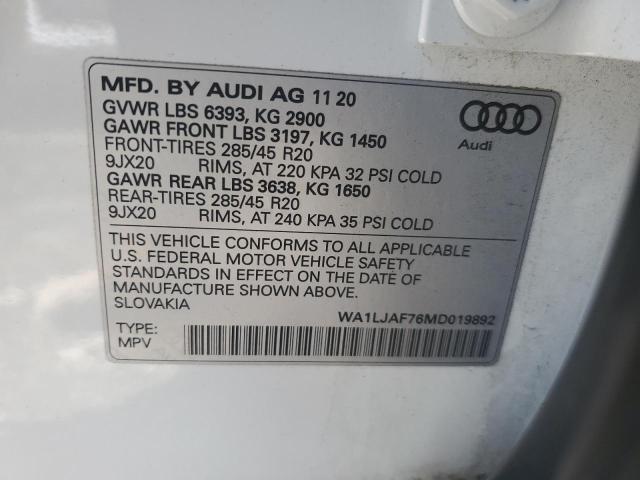 MFD. BY AUDI AG 11 20
GVWR LBS 6393, KG 2900
GAWR FRONT LBS 3197, KG 1450
FRONT-TIRES 285/45 R20
9JX20 RIMS, AT 220 KPA 32 PSI COLD
GAWR REAR LBS 3638, KG 1650
REAR-TIRES 285/45 R20
9JX20 RIMS, AT 240 KPA 35 PSI COLD
Audi
THIS VEHICLE CONFORMS TO ALL APPLICABLE
U.S. FEDERAL MOTOR VEHICLE SAFETY
STANDARDS IN EFFECT ON THE DATE OF
MANUFACTURE SHOWN ABOVE.
SLOVAKIA
WA1LJAF76MD019892
TYPE:
MPV